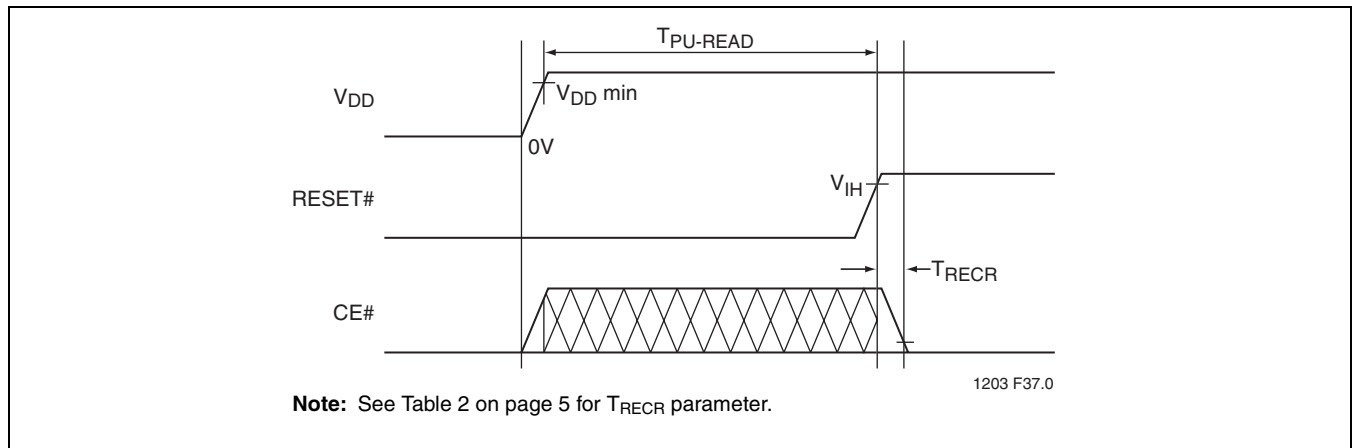 TPU-READ
VDD
VDD min
0V
VIH
RESET#
TRECR
CE#
1203 F37.0
Note: See Table 2 on page 5 for TRECR parameter.